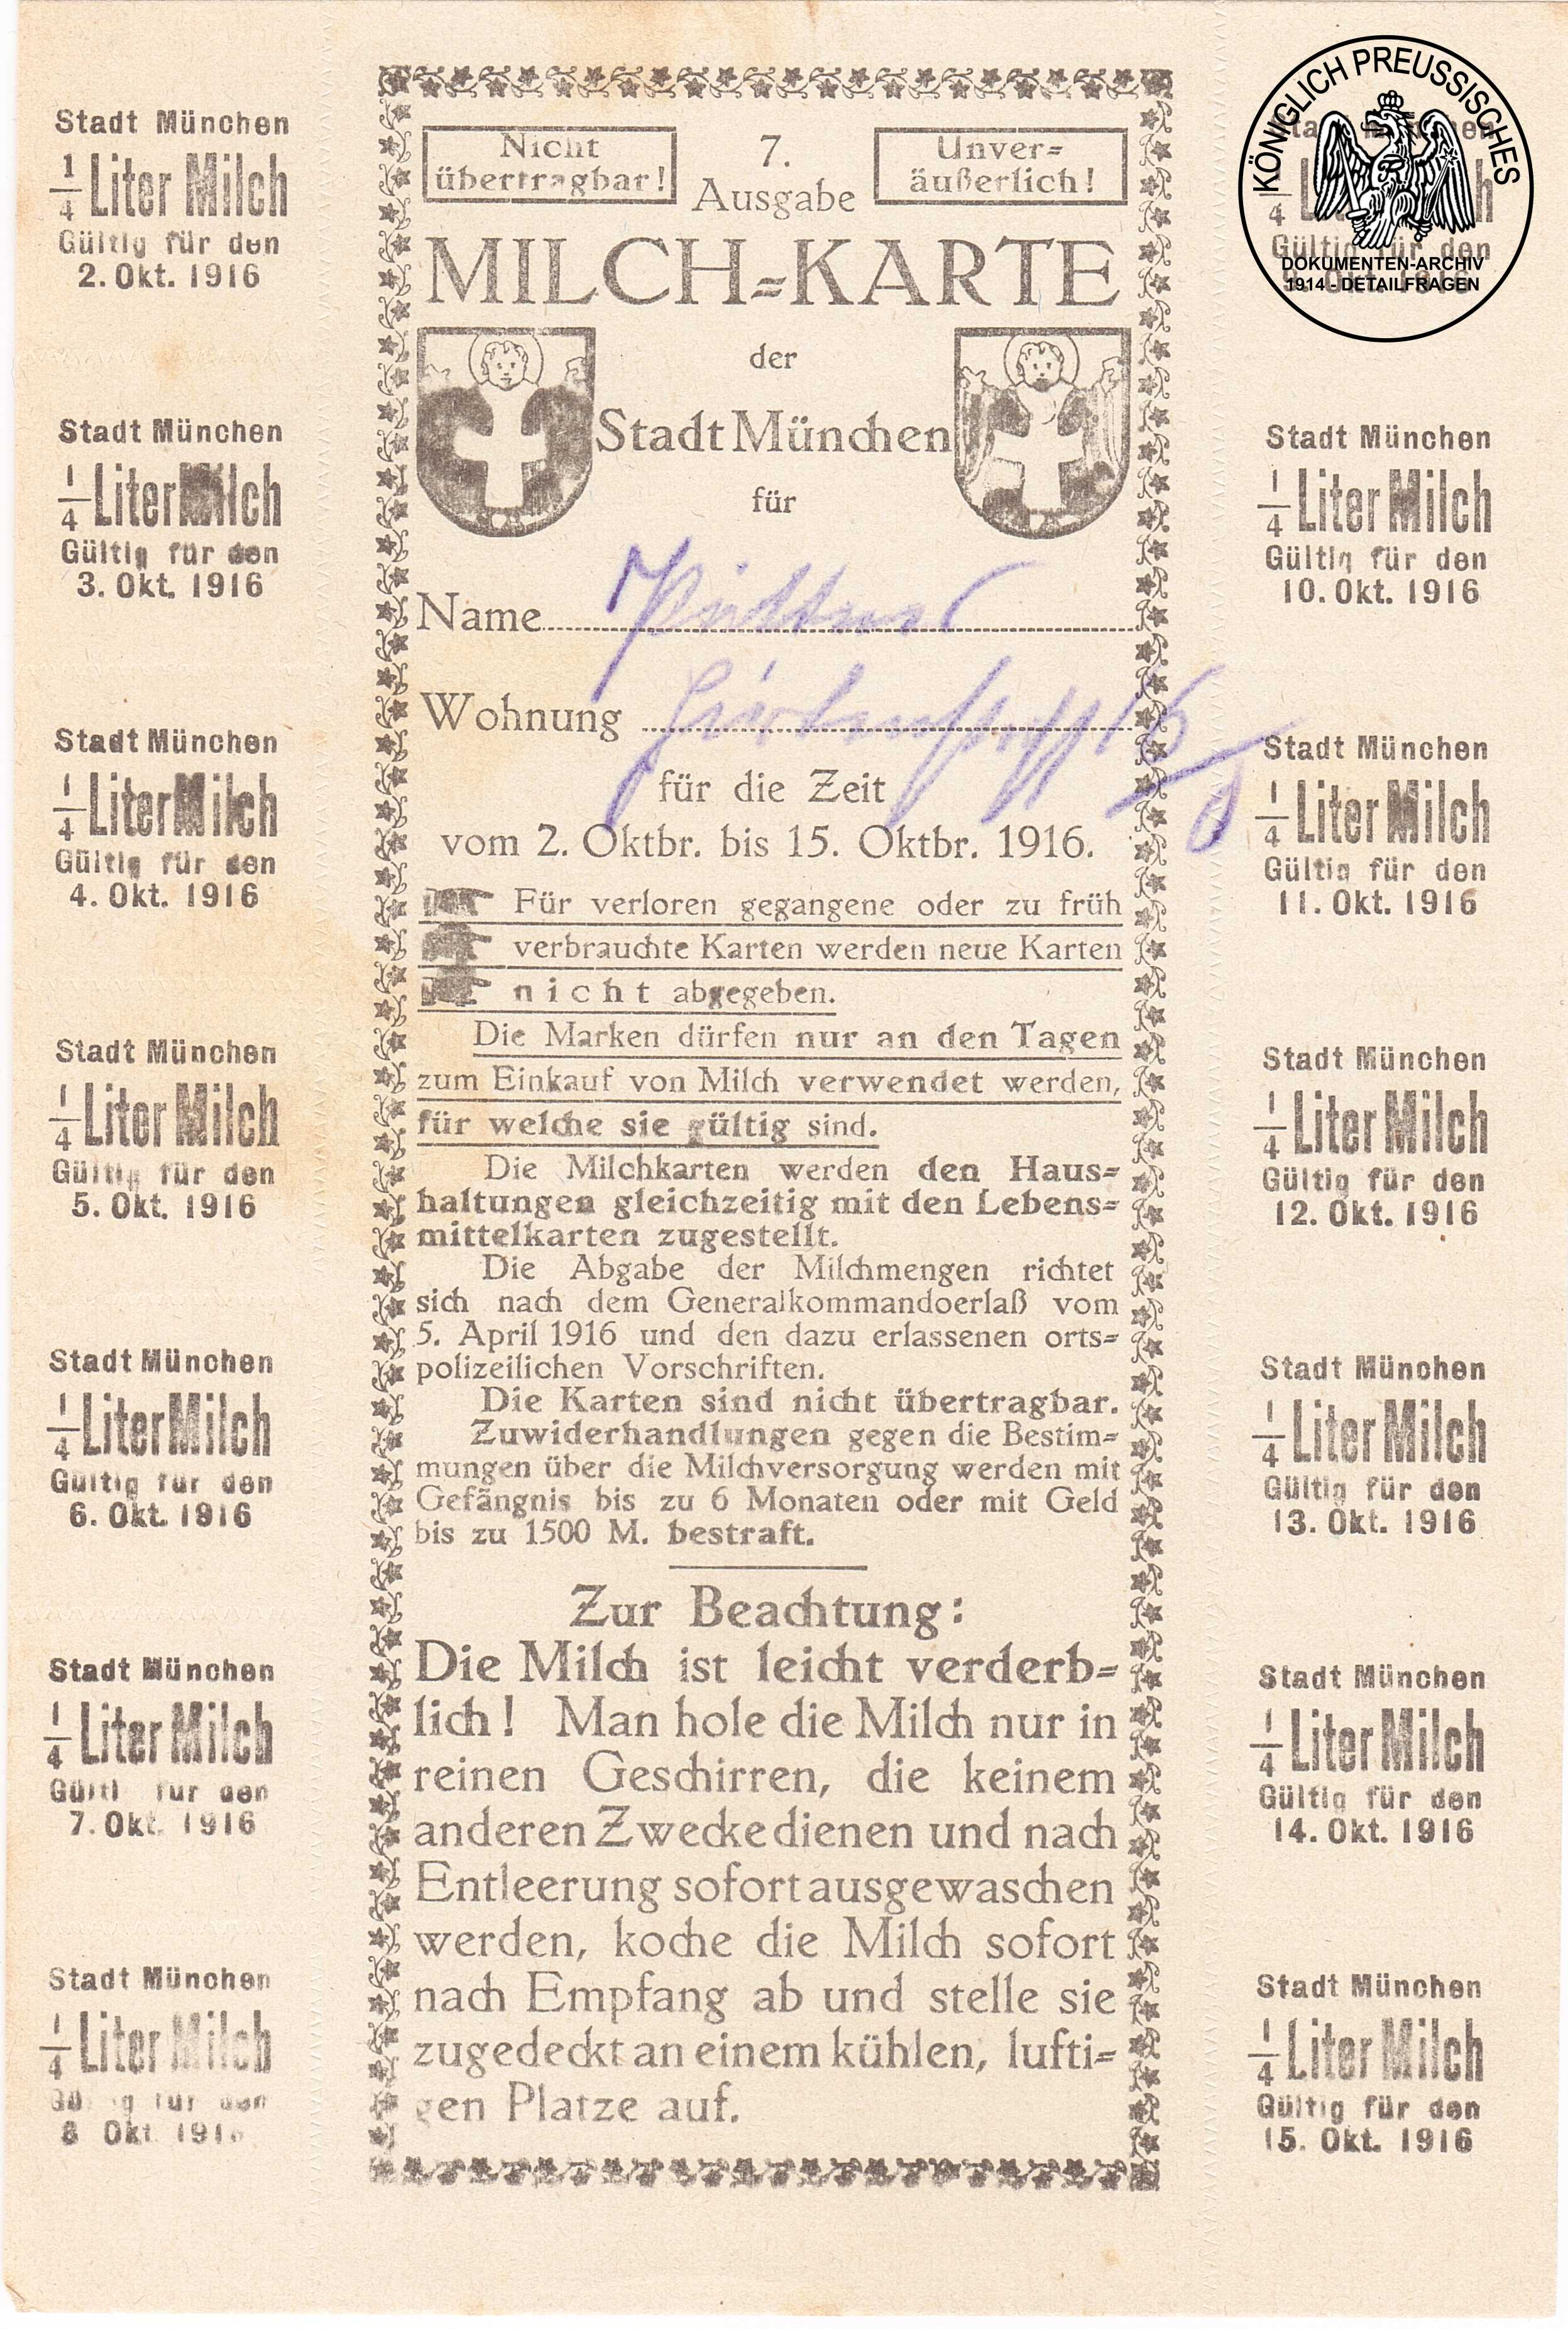 Stadt München
1/4 Liter Milch
Gültig für den
2. Okt. 1916
Stadt München
1/4 Liter Milch
Gültig für den
3. Okt. 1916
Stadt München
1/4 Liter Milch
Gültig für den
4. Okt. 1916
Stadt München
1/4 Liter Milch
Gültig für den
5. Okt. 1916
Stadt München
1/4 Liter Milch
Gültig für den
6. Okt. 1916
Stadt München
1/4 Liter Milch
Gültig für den
7. Okt. 1916
Stadt München
1/4 Liter Milch
Gültig für den
8. Okt. 1916
Nicht
übertragbar!
7.
Ausgabe
Unver=
äußerlich!
MILCH=KARTE
der
Stadt München
für
Name
Wohnung
für die Zeit
vom 2. Oktbr. bis 15. Oktbr. 1916.
Für verloren gegangene oder zu früh
verbrauchte Karten werden neue Karten
nicht abgegeben.
Die Marken dürfen nur an den Tagen
zum Einkauf von Milch verwendet werden,
für welche sie gültig sind.
Die Milchkarten werden den Haus=
haltungen gleichzeitig mit den Lebens=
mittelkarten zugestellt.
Die Abgabe der Milchmengen richtet
sich nach dem Generalkommandoerlaß vom
5. April 1916 und den dazu erlassenen orts=
polizeilichen Vorschriften.
Die Karten sind nicht übertragbar.
Zuwiderhandlungen gegen die Bestim=
mungen über die Milchversorgung werden mit
Gefängnis bis zu 6 Monaten oder mit Geld
bis zu 1500 M. bestraft.
Zur Beachtung:
Die Milch ist leicht verderb=
lich! Man hole die Milch nur in
reinen Geschirren, die keinem
anderen Zwecke dienen und nach
Entleerung sofort ausgewaschen
werden, koche die Milch sofort
nach Empfang ab und stelle sie
zugedeckt an einem kühlen, lufti=
gen Platze auf.
KÖNIGLICH PREUSSISCHES
DOKUMENTEN-ARCHIV
1914 - DETAILFRAGEN
Gültig für den
Stadt München
1/4 Liter Milch
Gültig für den
10. Okt. 1916
Stadt München
1/4 Liter Milch
Gültig für den
11. Okt. 1916
Stadt München
1/4 Liter Milch
Gültig für den
12. Okt. 1916
Stadt München
1/4 Liter Milch
Gültig für den
13. Okt. 1916
Stadt München
1/4 Liter Milch
Gültig für den
14. Okt. 1916
Stadt München
1/4 Liter Milch
Gültig für den
15. Okt. 1916